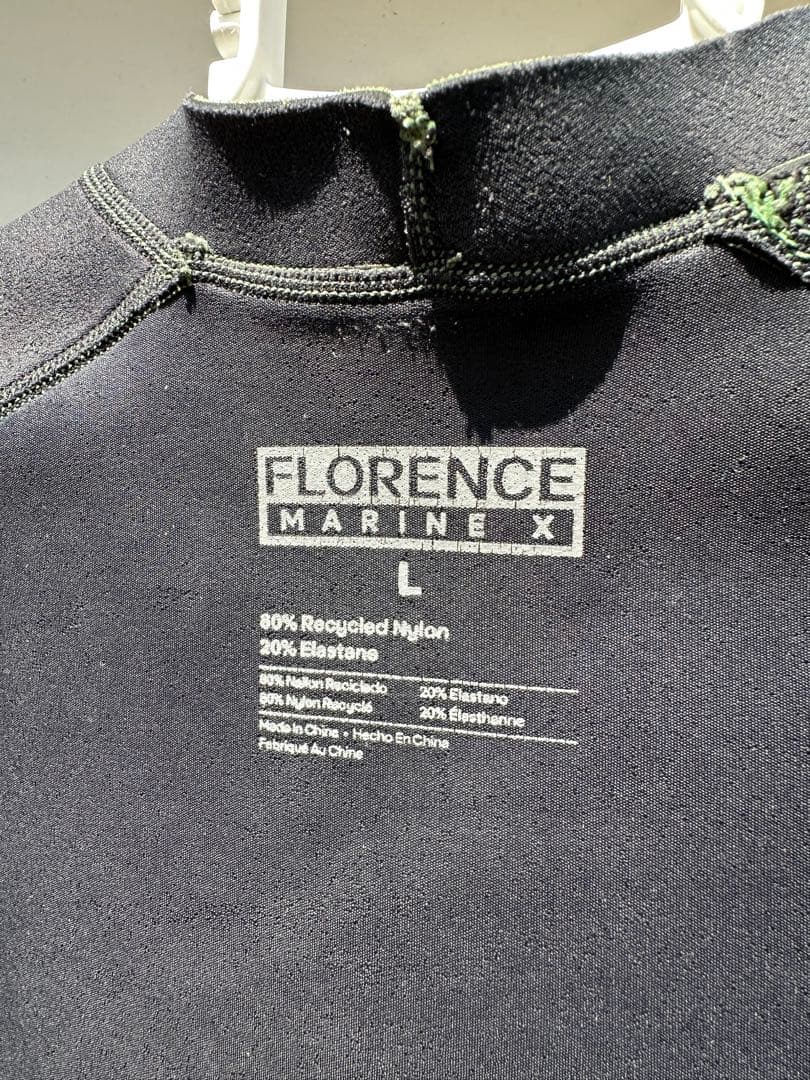 FLORENCE
MARINE X
L
80% Recycled Nylon
20% Elastane
80% Nailon Reciclado 20% Elastano
80% Nylon Recyclé 20% Élasthanne
Made In China • Hecho En China
Fabriqué Au Chine